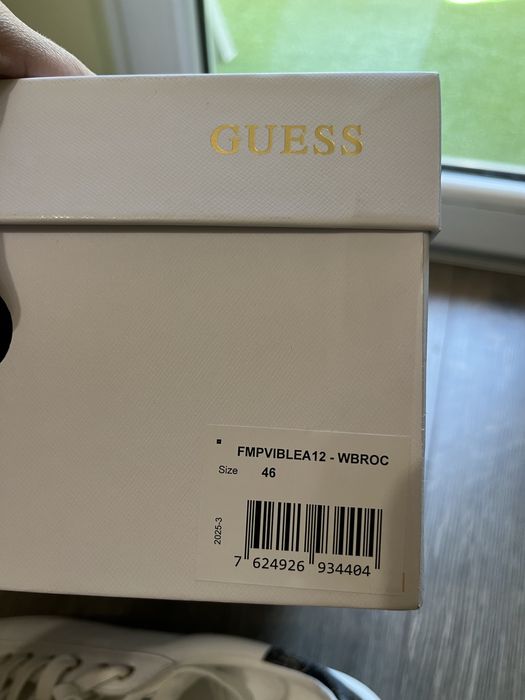 GUESS
FMPVIBLEA12 - WBROC
Size 46
2025-3
7 624926 934404